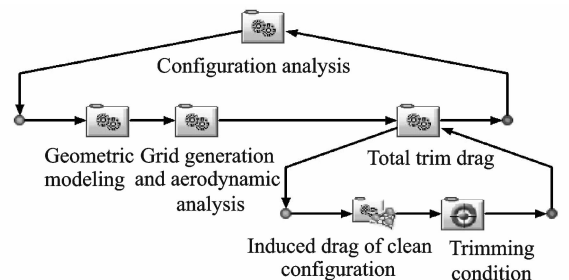 Configuration analysis
Geometric
modeling
Grid generation
and aerodynamic
analysis
Total trim drag
Induced drag of clean
configuration
Trimming
condition